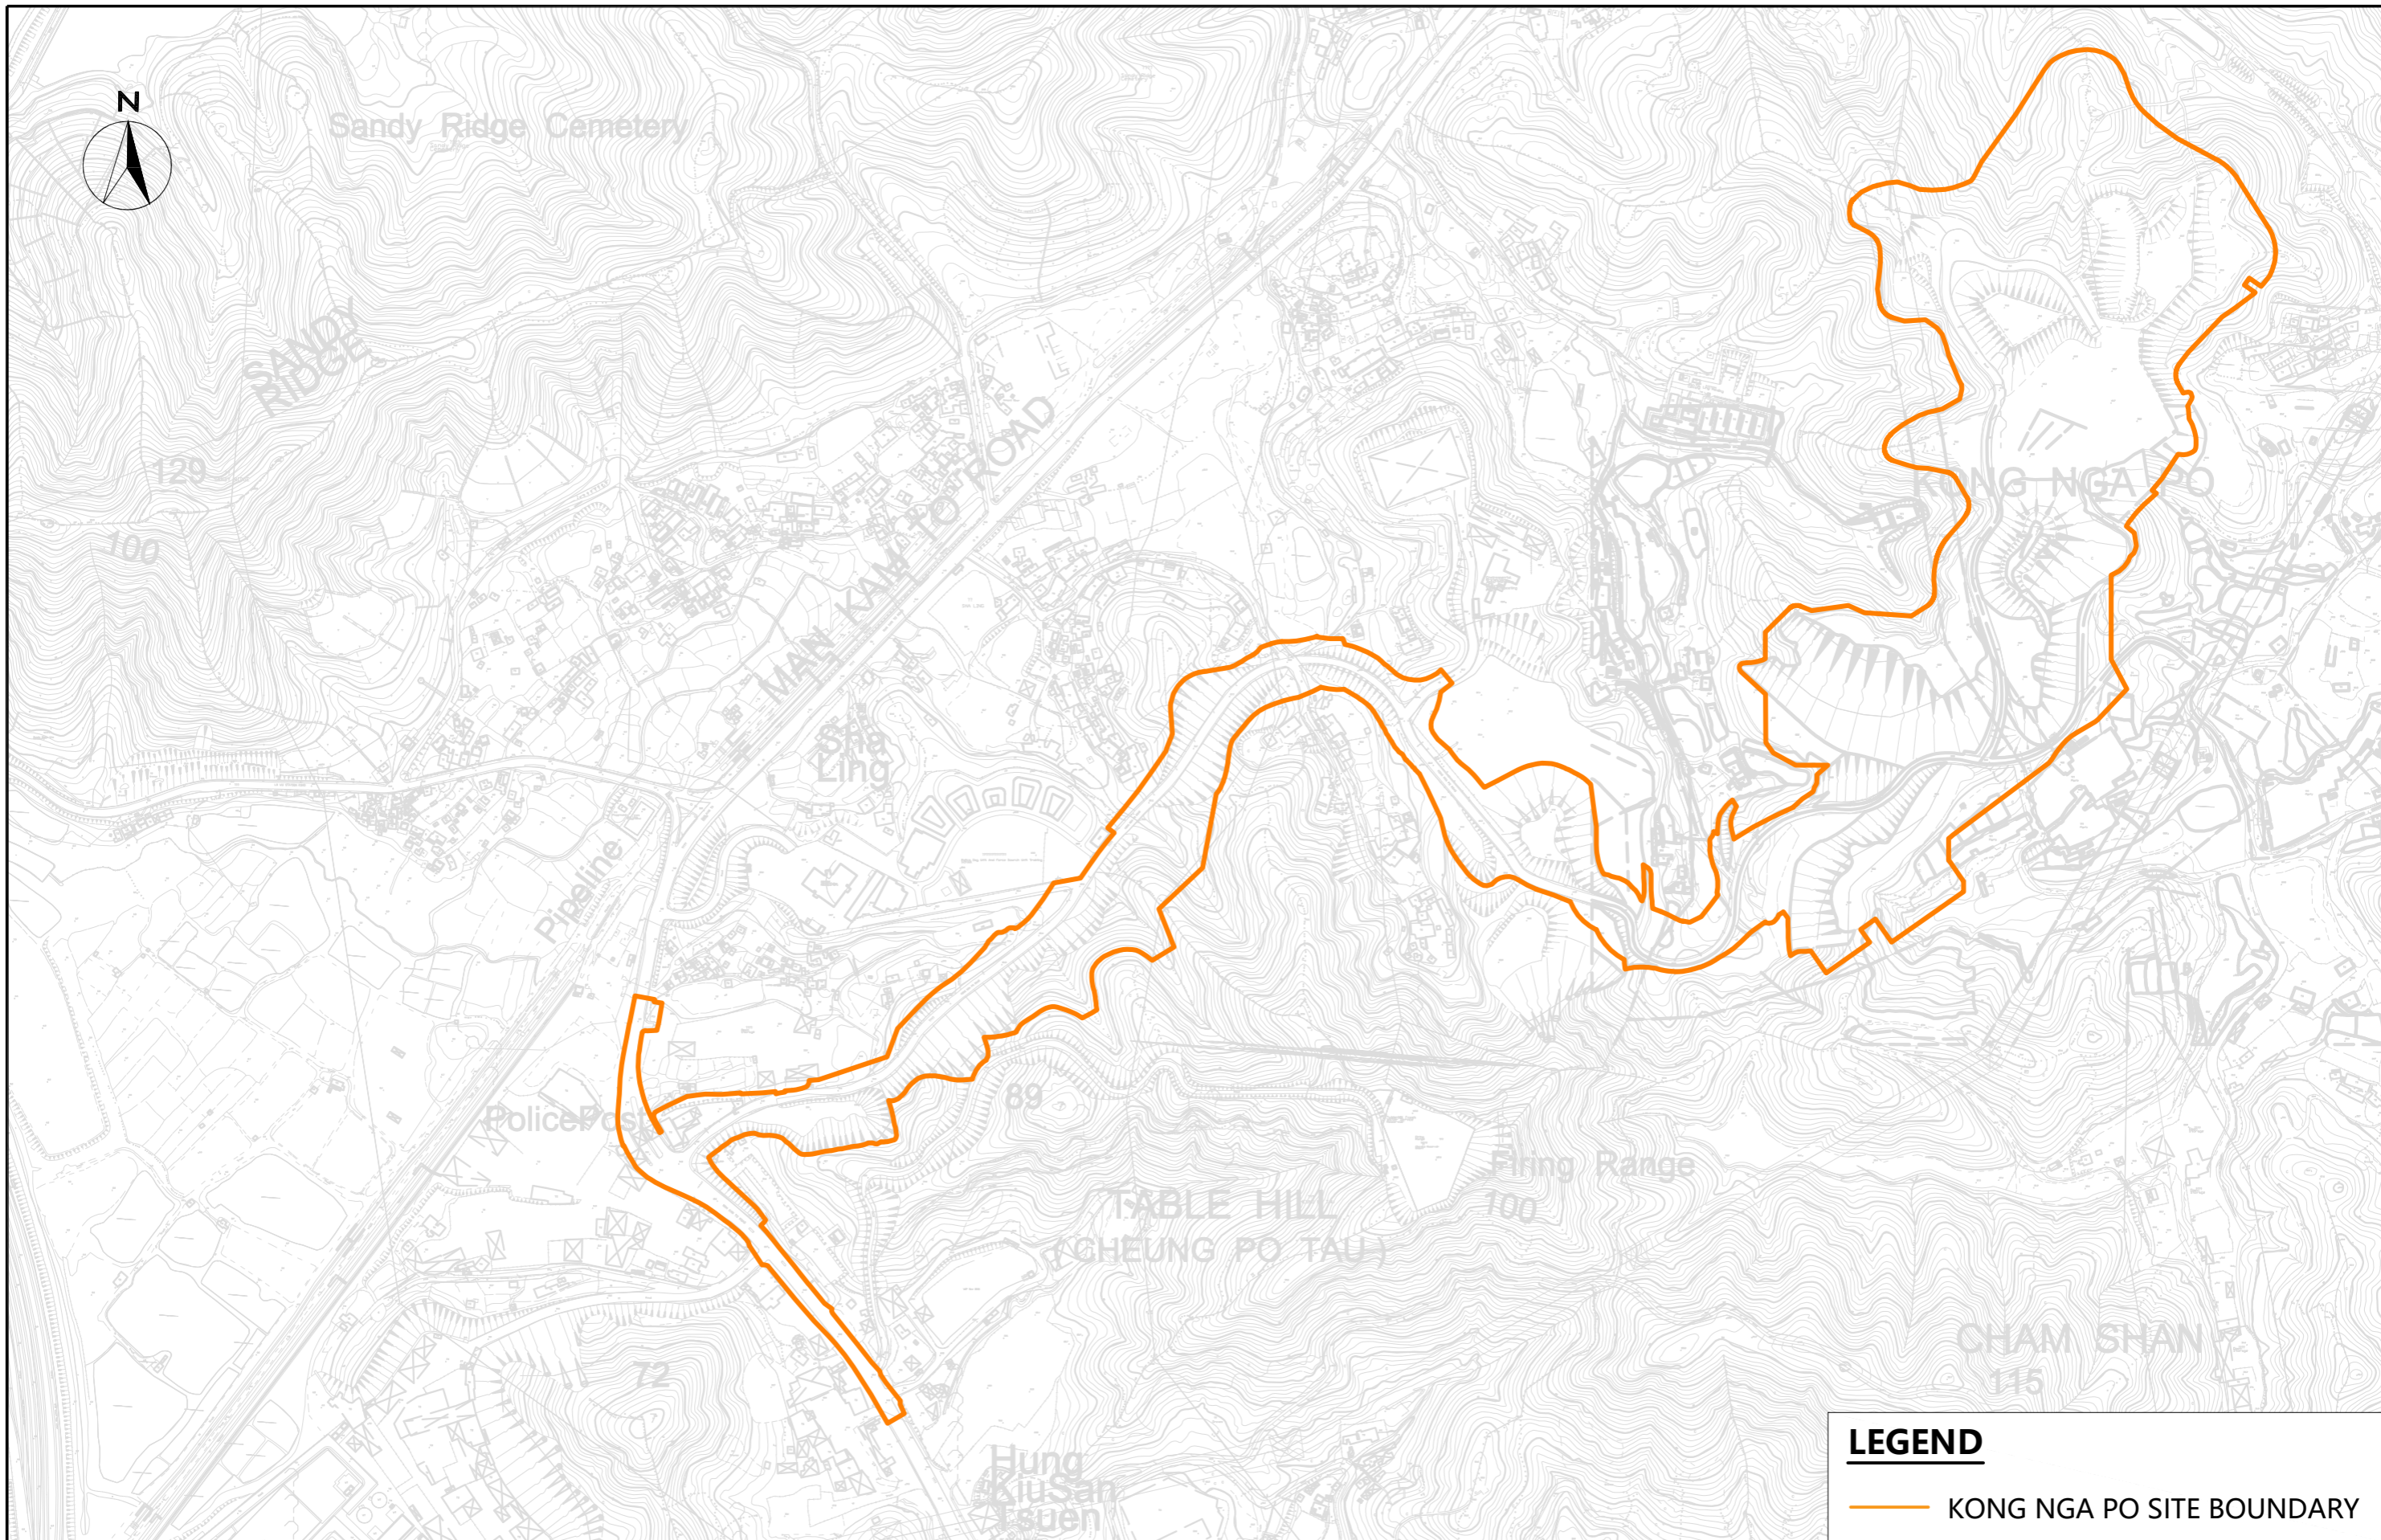 N
Sandy Ridge Cemetery
SANDY
RIDGE
129
100
MAN KAM TO ROAD
KONG NGA PO
Sha
Ling
Pipeline
Police Post
89
TABLE HILL
( CHEUNG PO TAU )
Firing Range
100
72
CHAM SHAN
115
Hung
Kiu San
Tsuen
LEGEND
KONG NGA PO SITE BOUNDARY